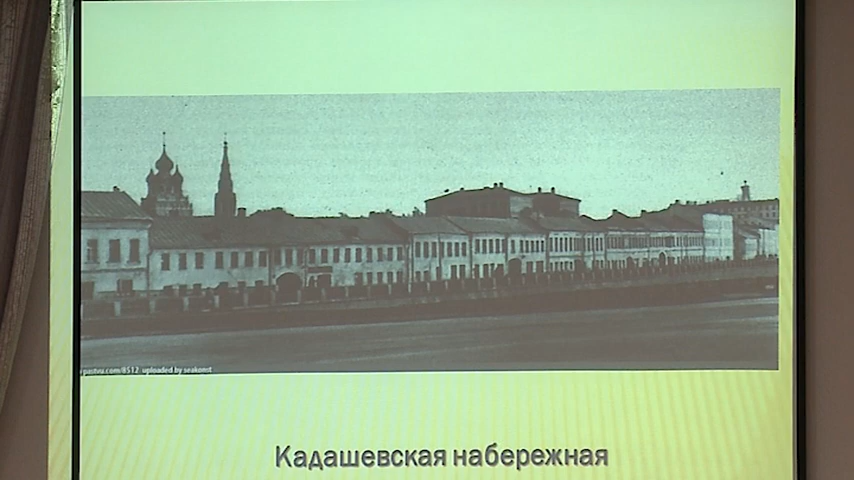 pastvu.com/8512 uploaded by seakonst
Кадашевская набережная